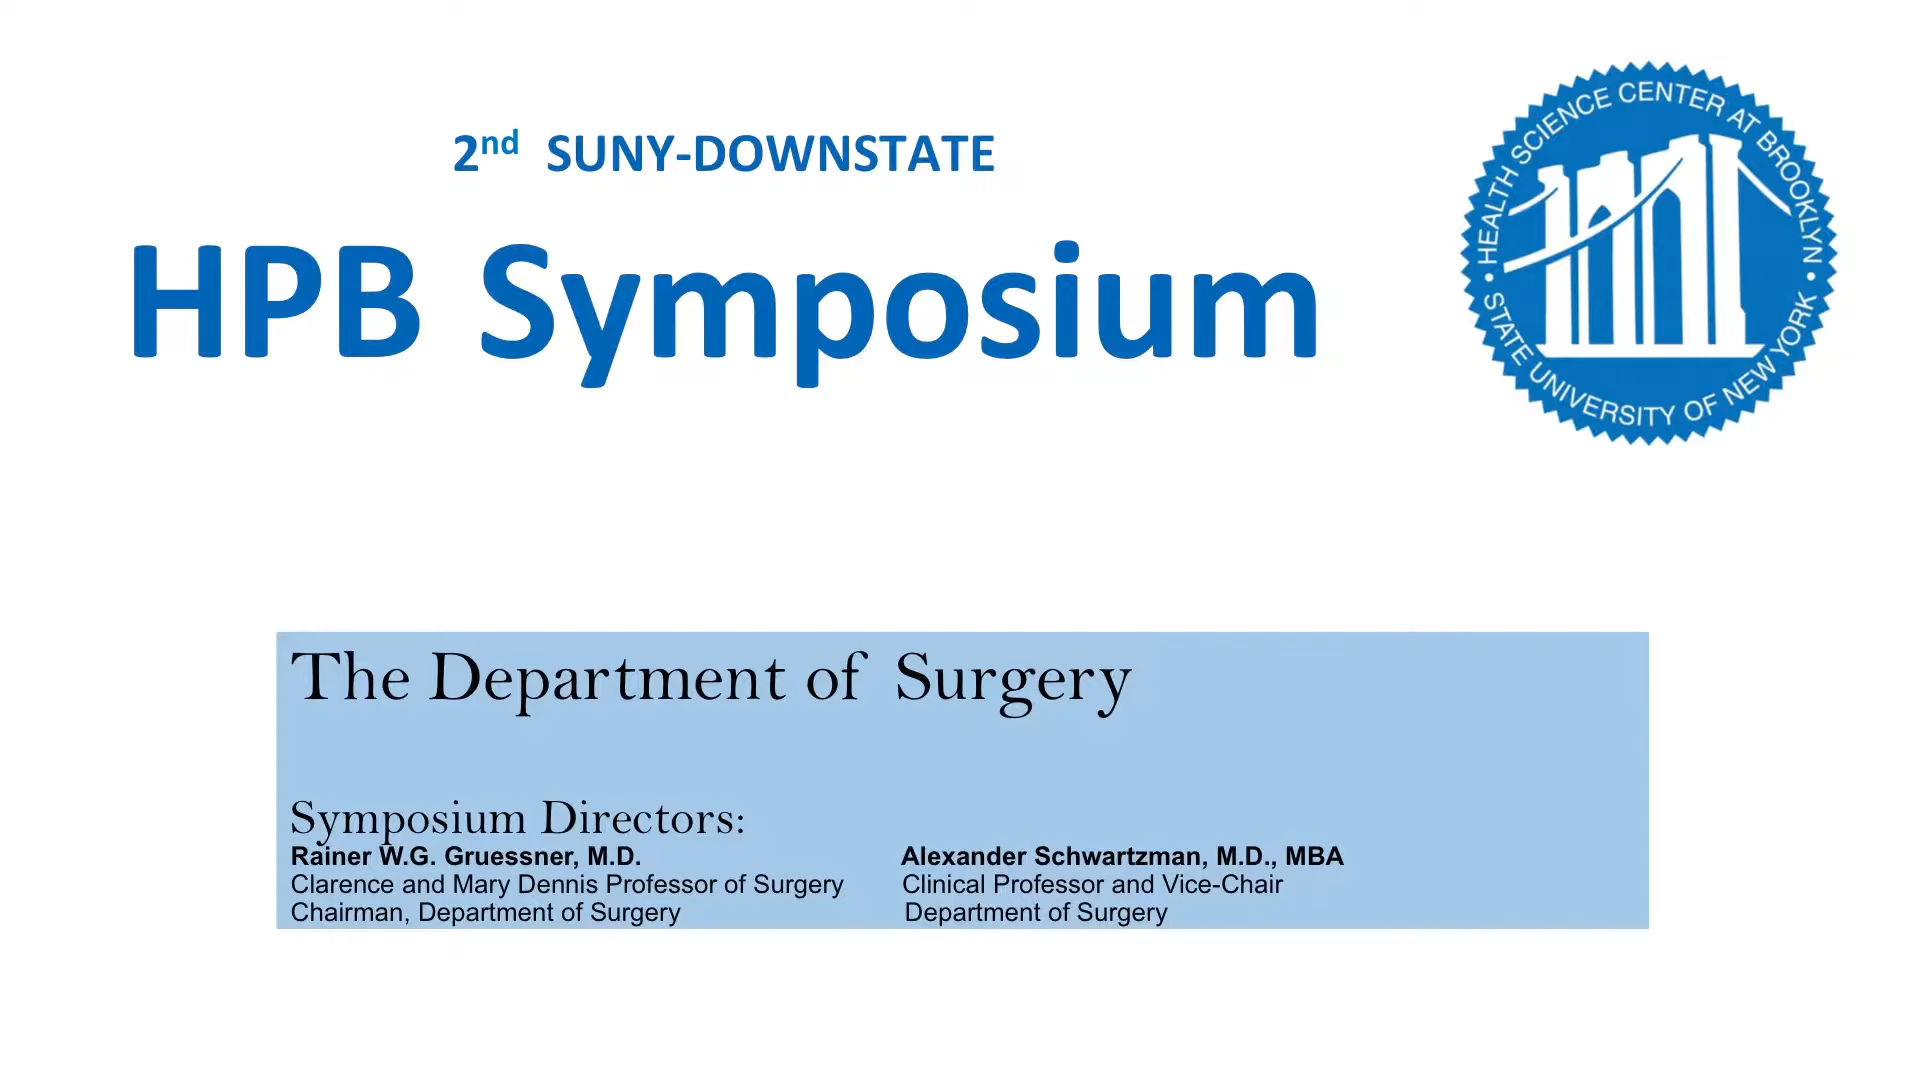 2nd SUNY-DOWNSTATE
HPB Symposium
HEALTH SCIENCE CENTER AT BROOKLYN
STATE UNIVERSITY OF NEW YORK
The Department of Surgery
Symposium Directors:
Rainer W.G. Gruessner, M.D. Alexander Schwartzman, M.D., MBA
Clarence and Mary Dennis Professor of Surgery Clinical Professor and Vice-Chair
Chairman, Department of Surgery Department of Surgery